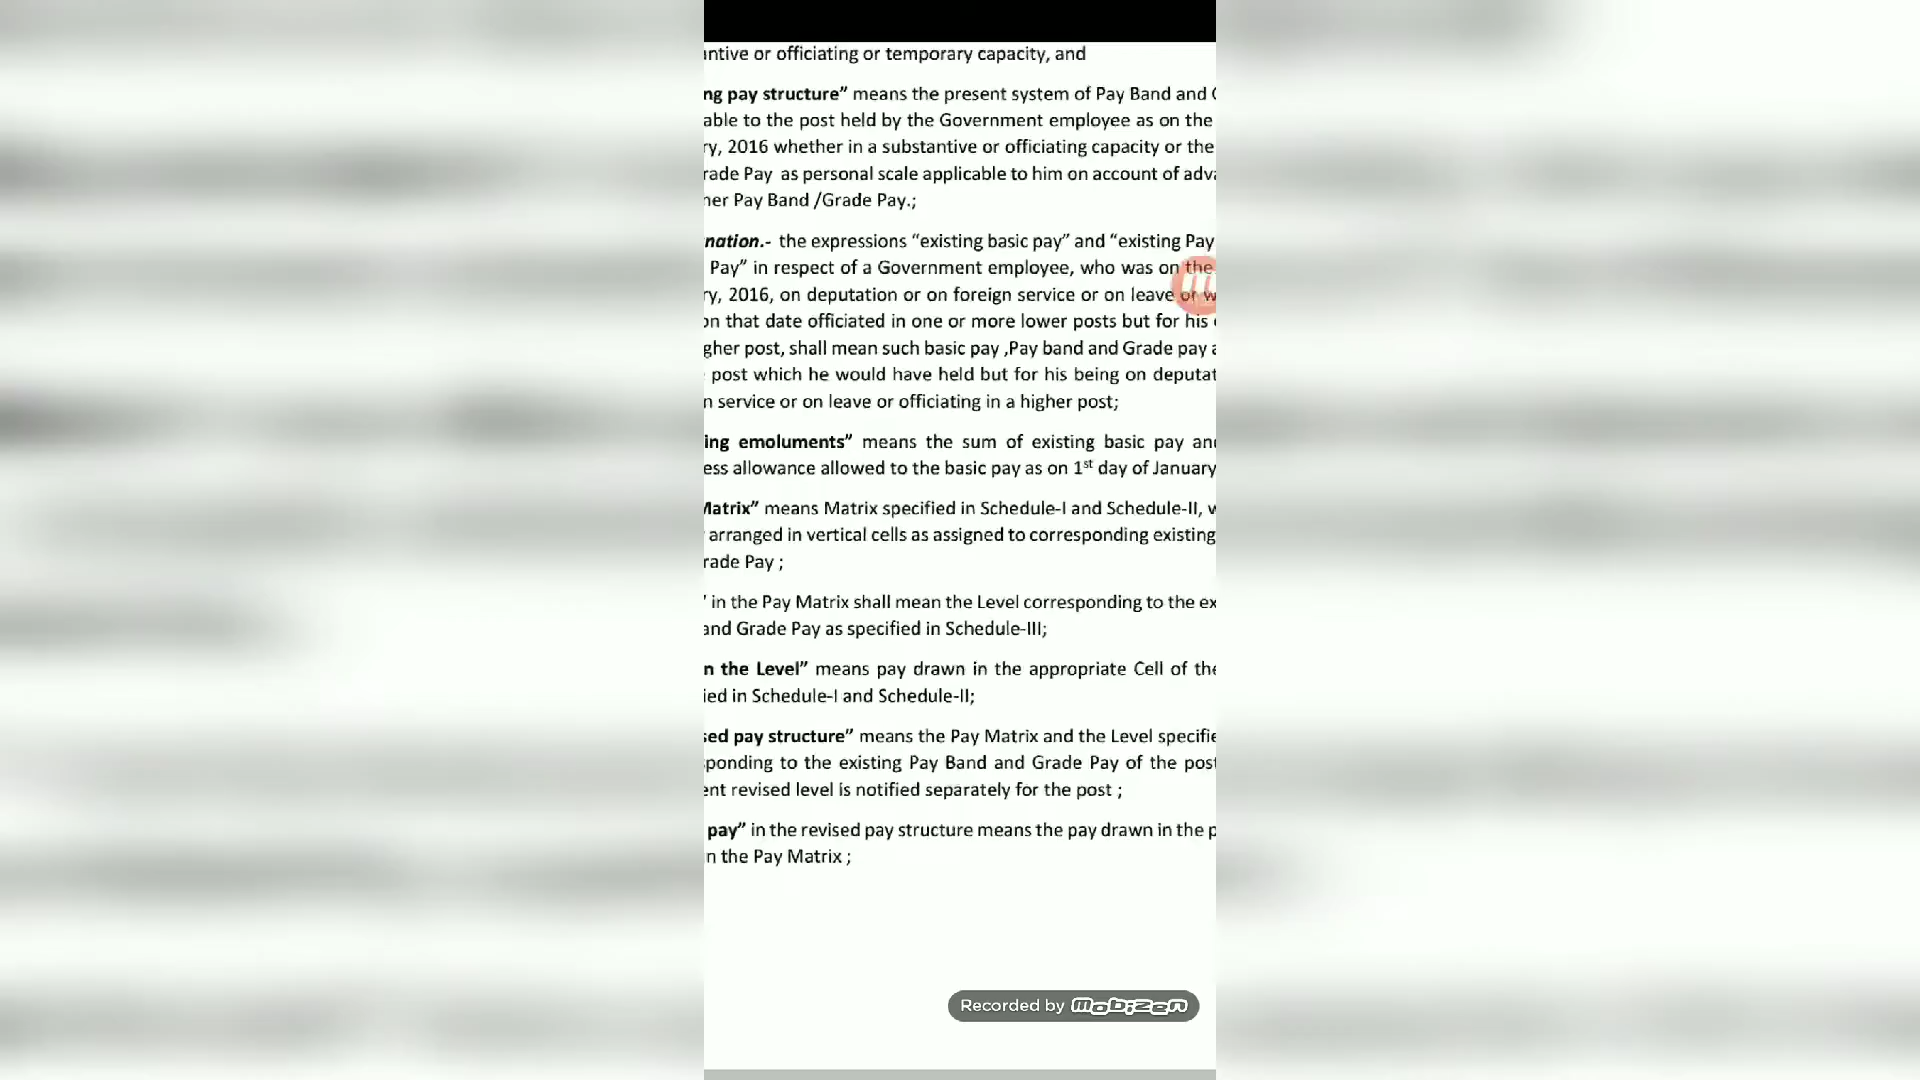 ntive or officiating or temporary capacity, and
ng pay structure” means the present system of Pay Band and
able to the post held by the Government employee as on the
ry, 2016 whether in a substantive or officiating capacity or the
rade Pay as personal scale applicable to him on account of adva
her Pay Band /Grade Pay.;
nation.- the expressions “existing basic pay” and “existing Pay
Pay” in respect of a Government employee, who was on the
ry, 2016, on deputation or on foreign service or on leave or w
on that date officiated in one or more lower posts but for his
gher post, shall mean such basic pay ,Pay band and Grade pay a
post which he would have held but for his being on deputat
n service or on leave or officiating in a higher post;
ing emoluments” means the sum of existing basic pay and
ess allowance allowed to the basic pay as on 1st day of January
Matrix” means Matrix specified in Schedule-I and Schedule-II, w
arranged in vertical cells as assigned to corresponding existing
rade Pay ;
” in the Pay Matrix shall mean the Level corresponding to the ex
and Grade Pay as specified in Schedule-III;
n the Level” means pay drawn in the appropriate Cell of the
ied in Schedule-I and Schedule-II;
sed pay structure” means the Pay Matrix and the Level specifie
sponding to the existing Pay Band and Grade Pay of the post
ent revised level is notified separately for the post ;
pay” in the revised pay structure means the pay drawn in the p
n the Pay Matrix ;
Recorded by Mobizen